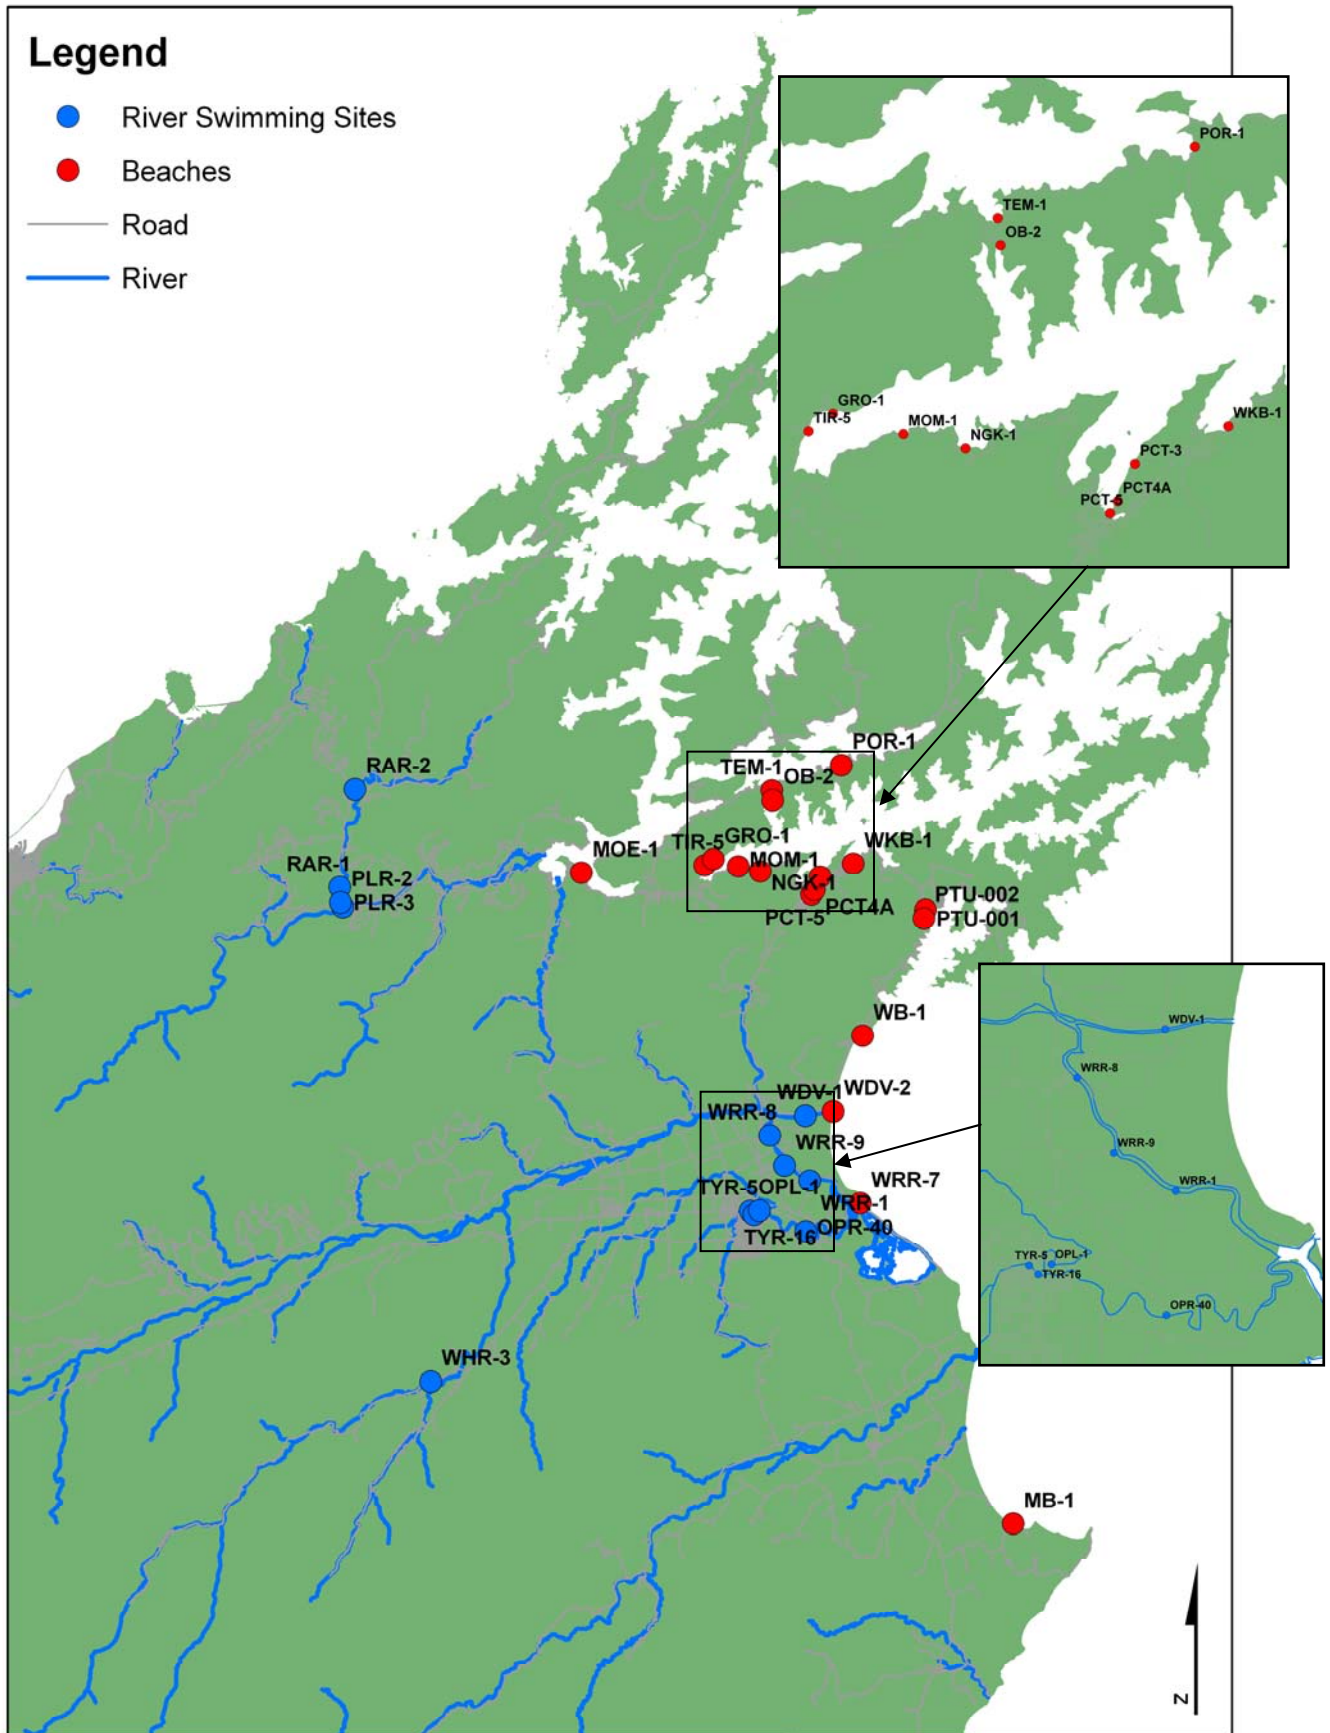 Legend
River Swimming Sites
Beaches
Road
River
POR-1
TEM-1
OB-2
GRO-1
TIR-5
MOM-1
NGK-1
WKB-1
PCT-3
PCT4A
PCT-5
POR-1
TEM-1
OB-2
RAR-2
TIR-5
GRO-1
WKB-1
MOE-1
MOM-1
RAR-1
PLR-2
NGK-1
PLR-3
PCT4A
PCT-5
PTU-002
PTU-001
WB-1
WDV-1
WDV-2
WRR-8
WRR-9
WRR-7
TYR-5
OPL-1
WRR-1
OPR-40
TYR-16
WDV-1
WRR-8
WRR-9
WRR-1
TYR-5
OPL-1
TYR-16
OPR-40
WHR-3
MB-1
N